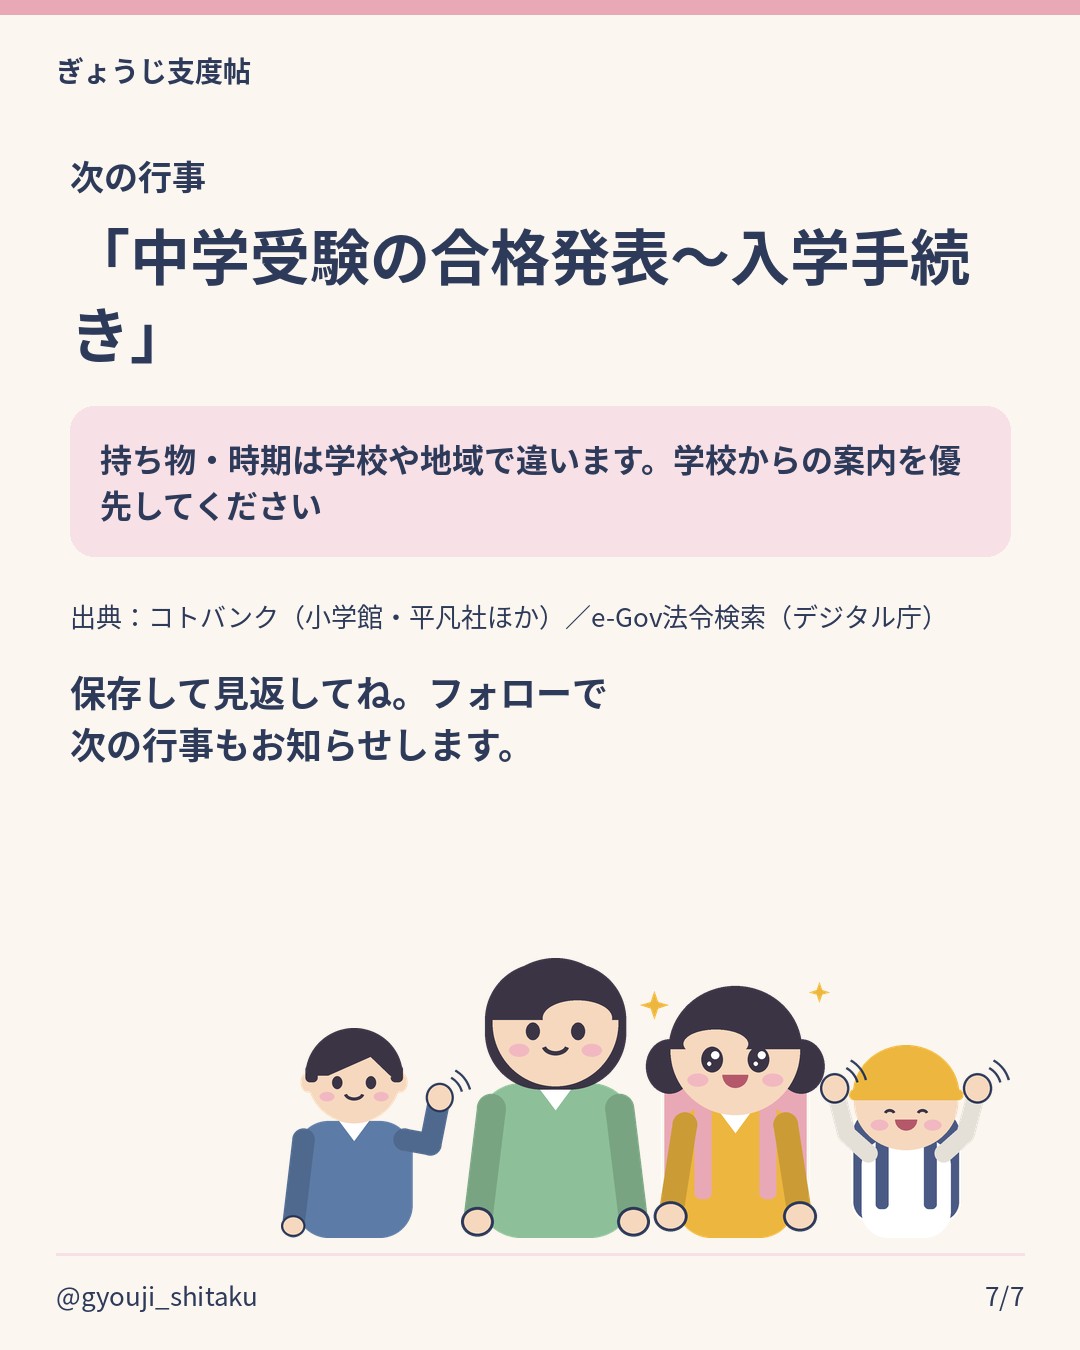 ぎょうじ支度帖
次の行事
「中学受験の合格発表〜入学手続
き」
持ち物・時期は学校や地域で違います。学校からの案内を優
先してください
出典：コトバンク（小学館・平凡社ほか）／e-Gov法令検索（デジタル庁）
保存して見返してね。フォローで
次の行事もお知らせします。
@gyouji_shitaku
7/7